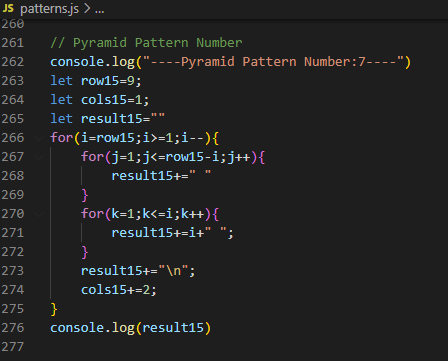 JS patterns.js > ...
260
261 // Pyramid Pattern Number
262 console.log("----Pyramid Pattern Number:7----")
263 let row15=9;
264 let cols15=1;
265 let result15=""
266 for(i=row15;i>=1;i--){
267     for(j=1;j<=row15-i;j++){
268         result15+=" "
269     }
270     for(k=1;k<=i;k++){
271         result15+=i+" ";
272     }
273     result15+="\n";
274     cols15+=2;
275 }
276 console.log(result15)
277